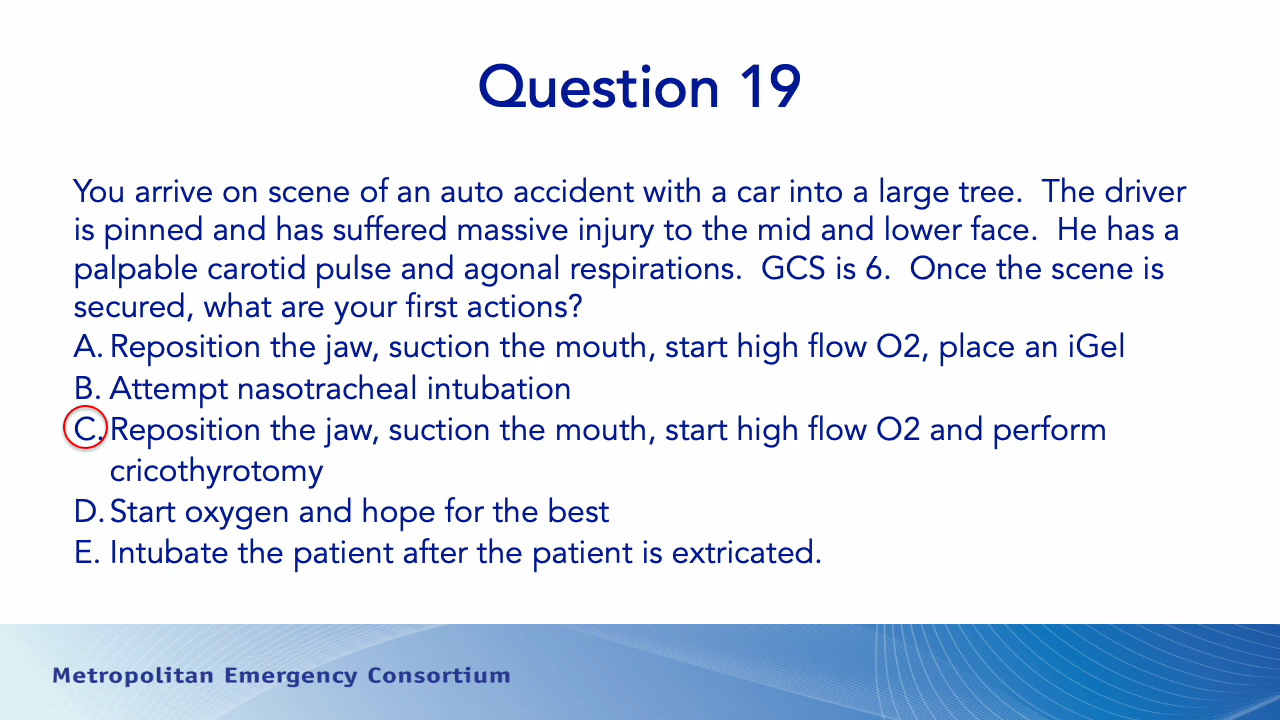 Question 19
You arrive on scene of an auto accident with a car into a large tree.  The driver
is pinned and has suffered massive injury to the mid and lower face.  He has a
palpable carotid pulse and agonal respirations.  GCS is 6.  Once the scene is
secured, what are your first actions?
A. Reposition the jaw, suction the mouth, start high flow O2, place an iGel
B. Attempt nasotracheal intubation
C. Reposition the jaw, suction the mouth, start high flow O2 and perform
cricothyrotomy
D. Start oxygen and hope for the best
E. Intubate the patient after the patient is extricated.
Metropolitan Emergency Consortium